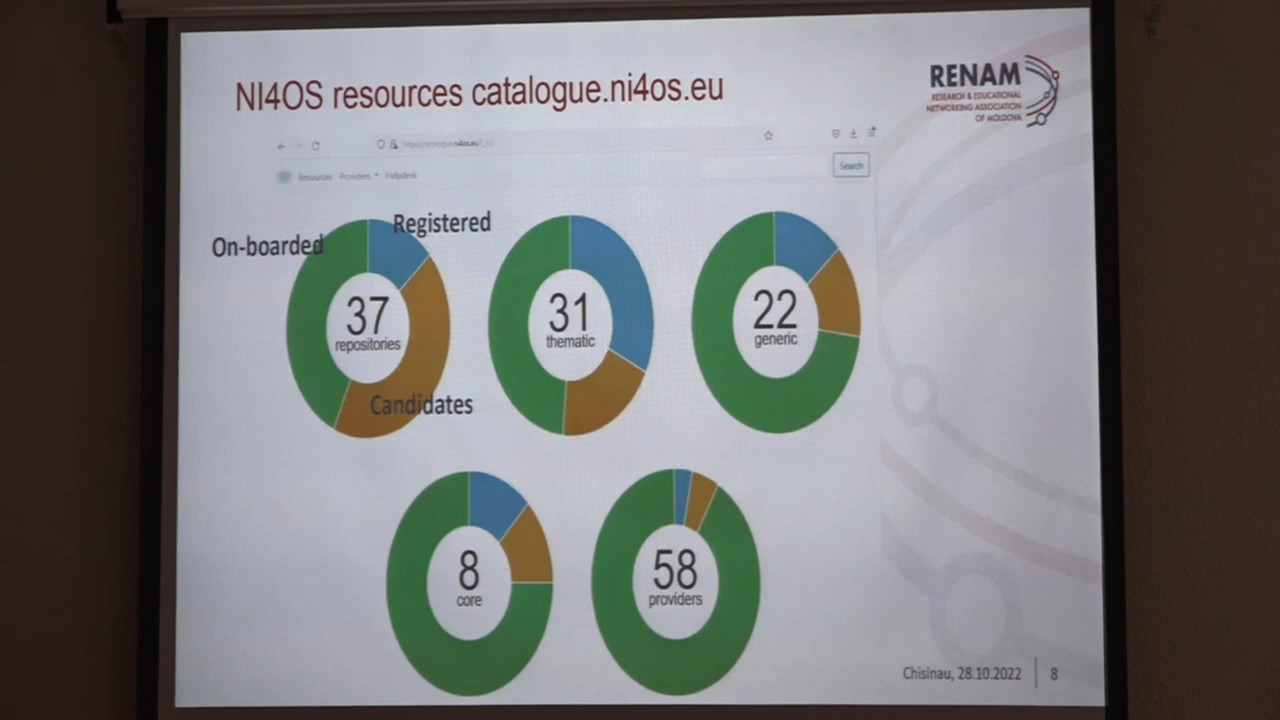 NI4OS resources catalogue.ni4os.eu
RENAM
RESEARCH & EDUCATIONAL
NETWORKING ASSOCIATION
OF MOLDOVA
Search
Resources Providers Helpdesk
Registered
On-boarded
37
repositories
31
thematic
22
generic
Candidates
8
core
58
providers
Chisinau, 28.10.2022 8